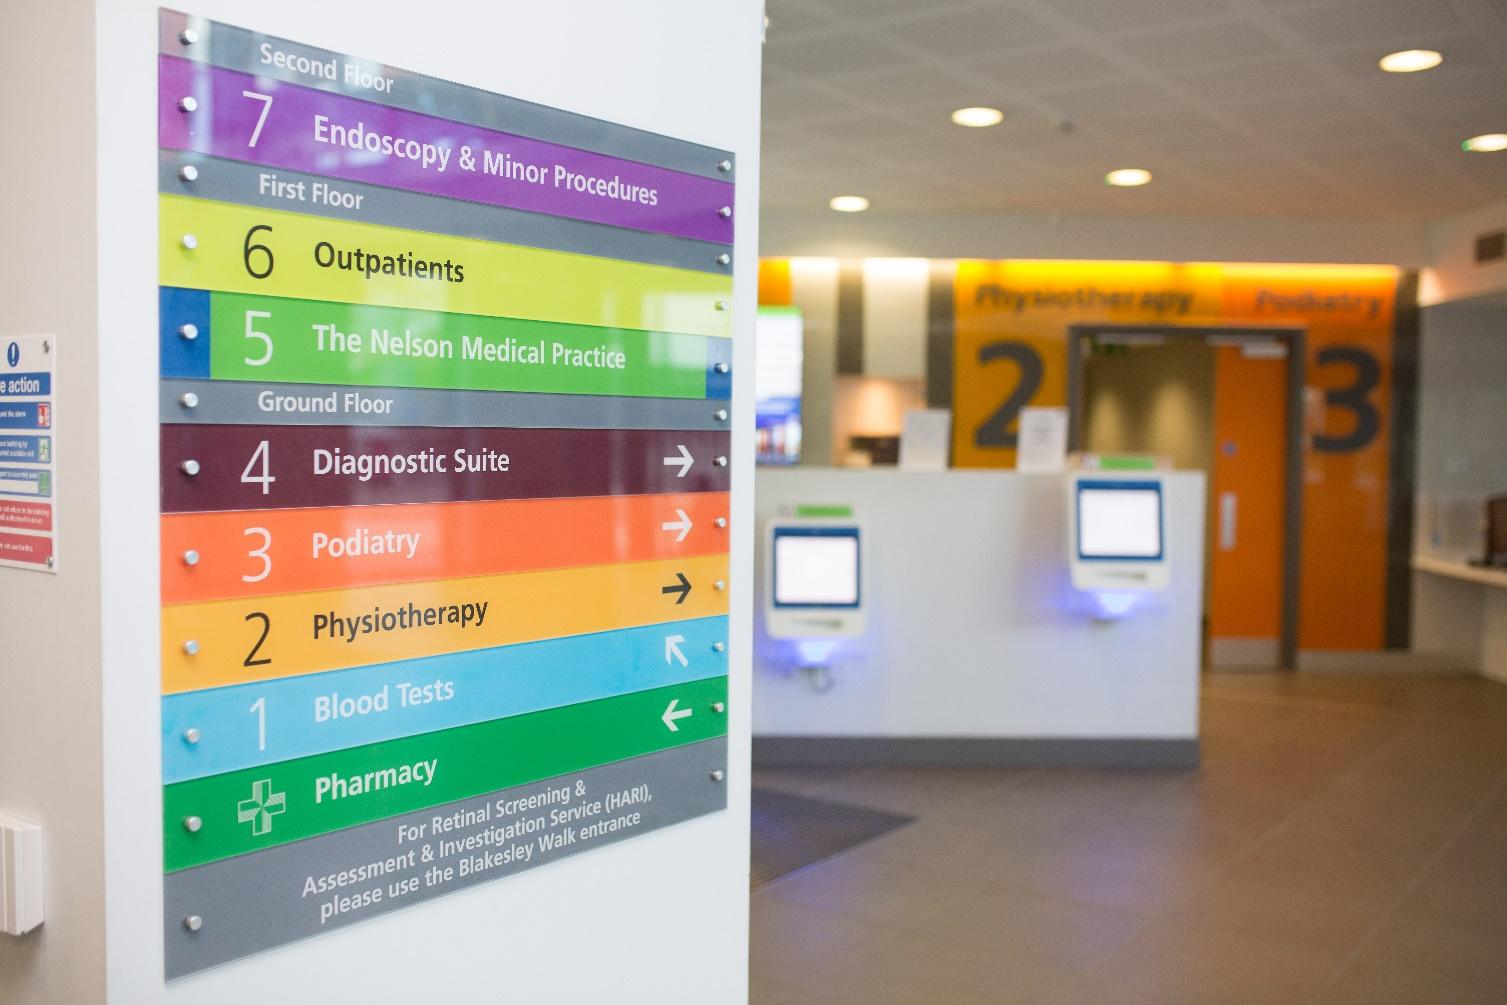 Second Floor
7 Endoscopy & Minor Procedures
First Floor
6 Outpatients
5 The Nelson Medical Practice
Ground Floor
4 Diagnostic Suite →
3 Podiatry →
2 Physiotherapy →
1 Blood Tests ↖
Pharmacy ←
For Retinal Screening &
Assessment & Investigation Service (HARI),
please use the Blakesley Walk entrance
action
Physiotherapy
2
Podiatry
3